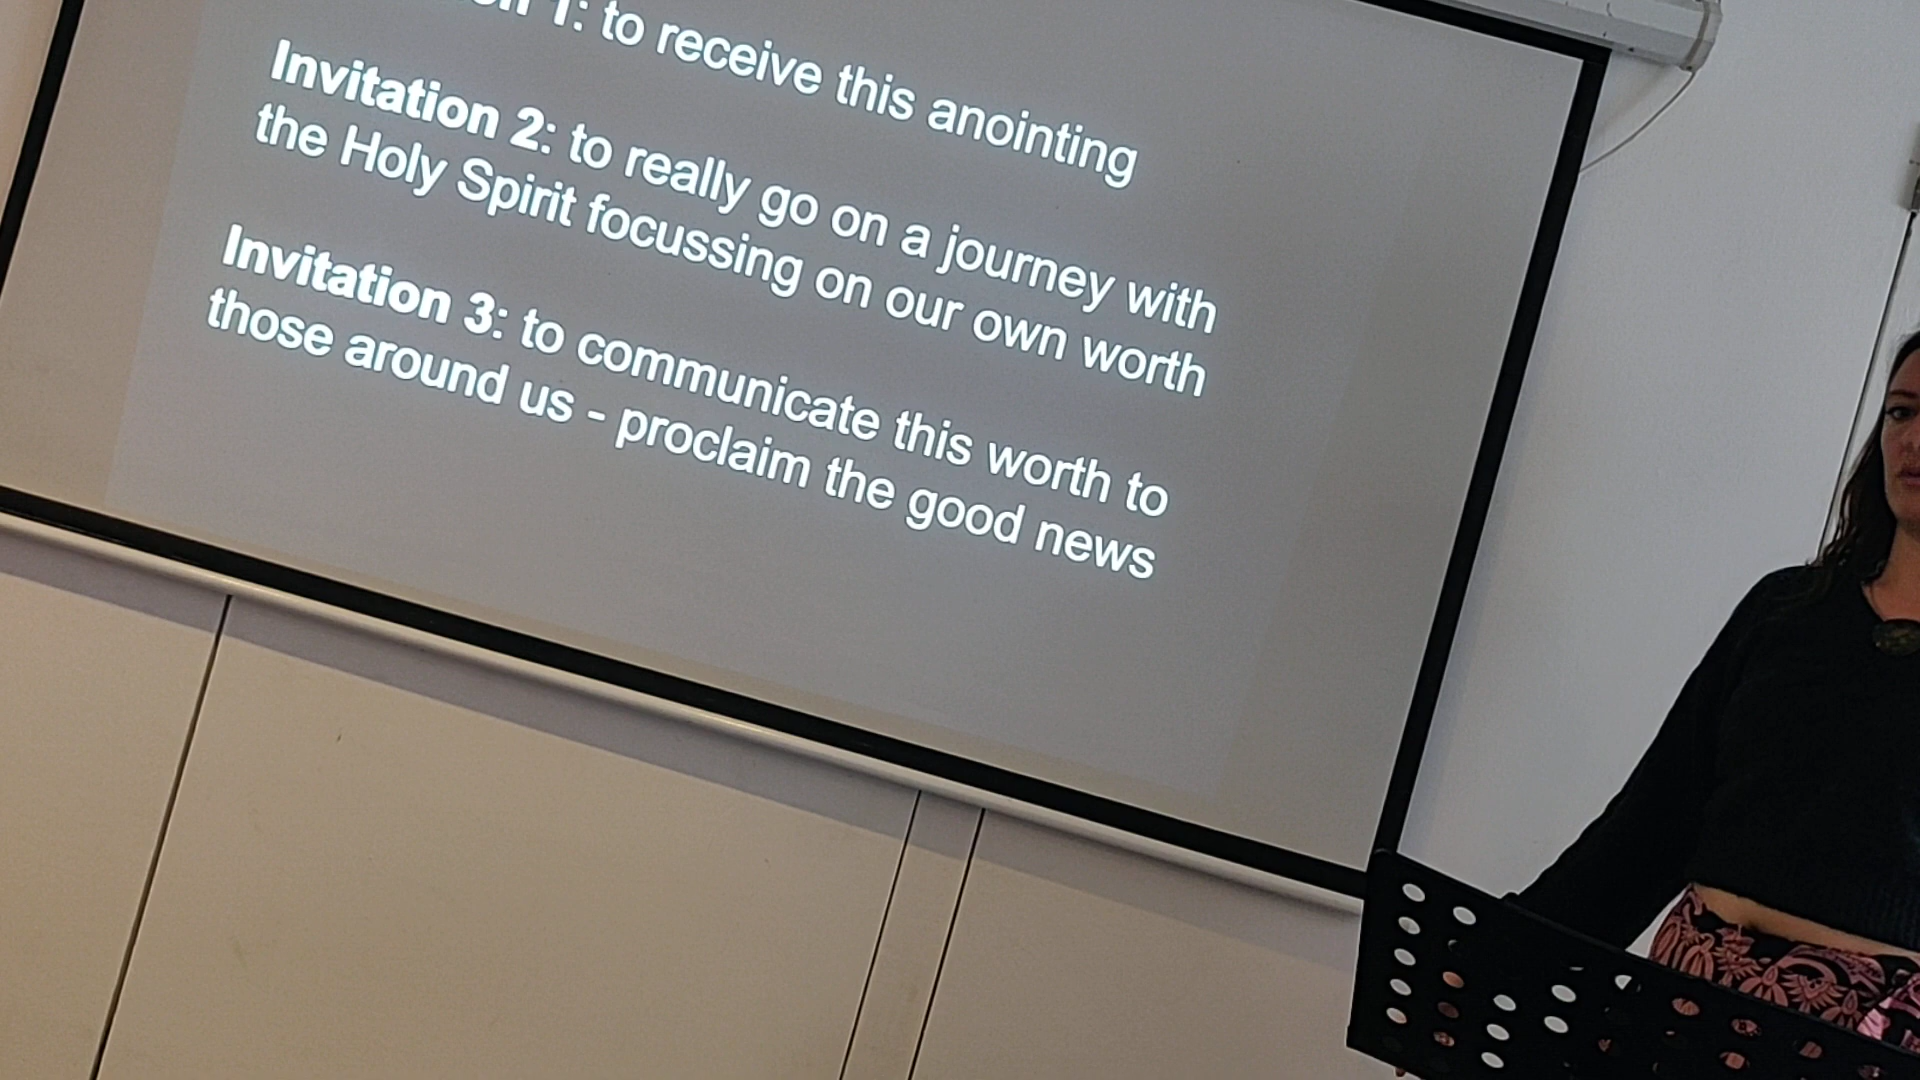 1: to receive this anointing
Invitation 2: to really go on a journey with
the Holy Spirit focussing on our own worth
Invitation 3: to communicate this worth to
those around us - proclaim the good news